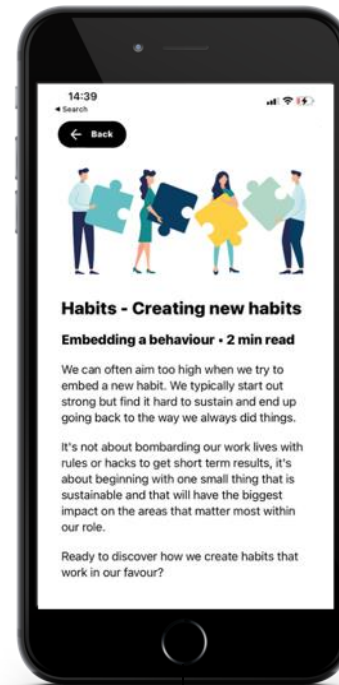 14:39
◀ Search
← Back
Habits - Creating new habits
Embedding a behaviour • 2 min read
We can often aim too high when we try to
embed a new habit. We typically start out
strong but find it hard to sustain and end up
going back to the way we always did things.
It's not about bombarding our work lives with
rules or hacks to get short term results, it's
about beginning with one small thing that is
sustainable and that will have the biggest
impact on the areas that matter most within
our role.
Ready to discover how we create habits that
work in our favour?